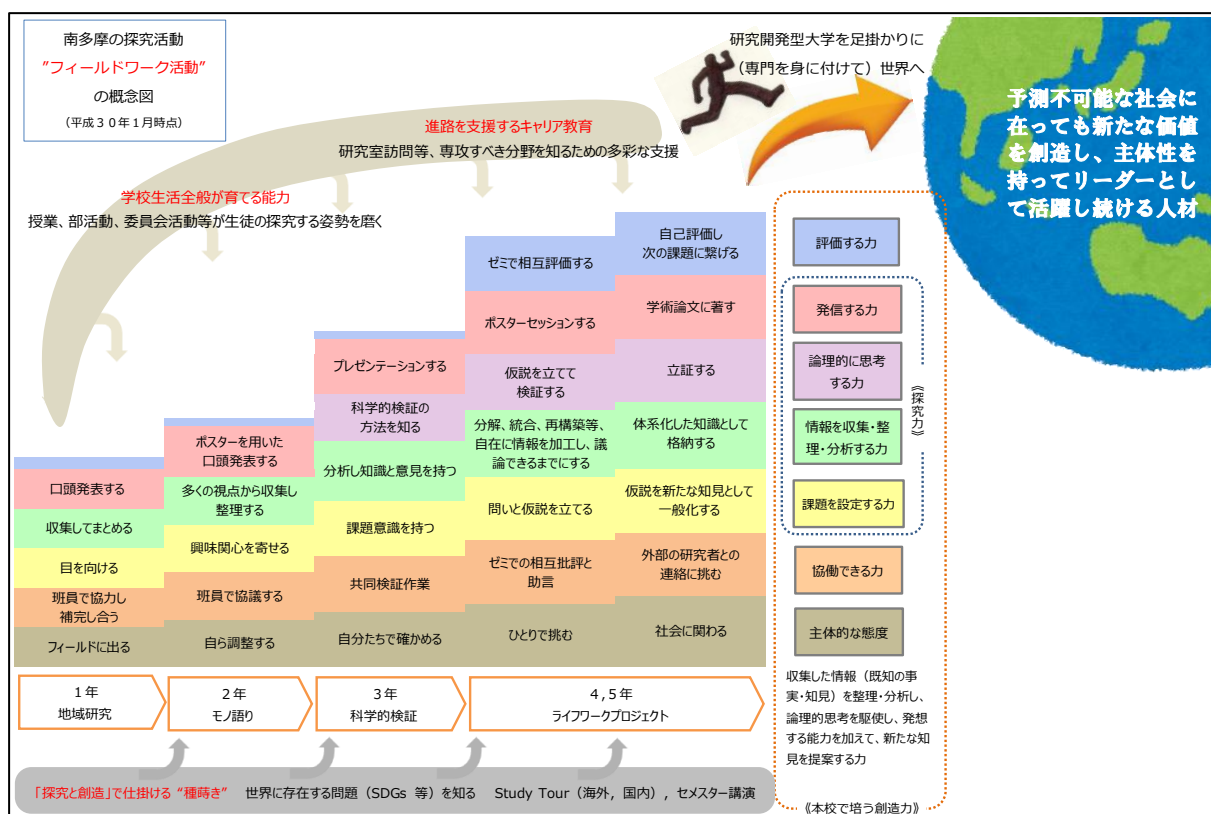 南多摩の探究活動
”フィールドワーク活動”
の概念図
(平成30年1月時点)
研究開発型大学を足掛かりに
(専門を身に付けて)世界へ
予測不可能な社会に
在っても新たな価値
を創造し、主体性を
持ってリーダーとし
て活躍し続ける人材
進路を支援するキャリア教育
研究室訪問等、専攻すべき分野を知るための多彩な支援
学校生活全般が育てる能力
授業、部活動、委員会活動等が生徒の探究する姿勢を磨く
口頭発表する
収集してまとめる
目を向ける
班員で協力し
補完し合う
フィールドに出る
ポスターを用いた
口頭発表する
多くの視点から収集し
整理する
興味関心を寄せる
班員で協議する
自ら調整する
プレゼンテーションする
科学的検証の
方法を知る
分析し知識と意見を持つ
課題意識を持つ
共同検証作業
自分たちで確かめる
ゼミで相互評価する
ポスターセッションする
仮説を立てて
検証する
分解、統合、再構築等、
自在に情報を加工し、議
論できるまでにする
問いと仮説を立てる
ゼミでの相互批評と
助言
ひとりで挑む
自己評価し
次の課題に繋げる
学術論文に著す
立証する
体系化した知識として
格納する
仮説を新たな知見として
一般化する
外部の研究者との
連絡に挑む
社会に関わる
評価する力
発信する力
論理的に思考
する力
情報を収集・整
理・分析する力
課題を設定する力
《探究力》
協働できる力
主体的な態度
収集した情報(既知の事
実・知見)を整理・分析し、
論理的思考を駆使し、発想
する能力を加えて、新たな知
見を提案する力
《本校で培う創造力》
1年
地域研究
2年
モノ語り
3年
科学的検証
4,5年
ライフワークプロジェクト
「探究と創造」で仕掛ける“種蒔き” 世界に存在する問題(SDGs 等)を知る Study Tour(海外,国内),セメスター講演